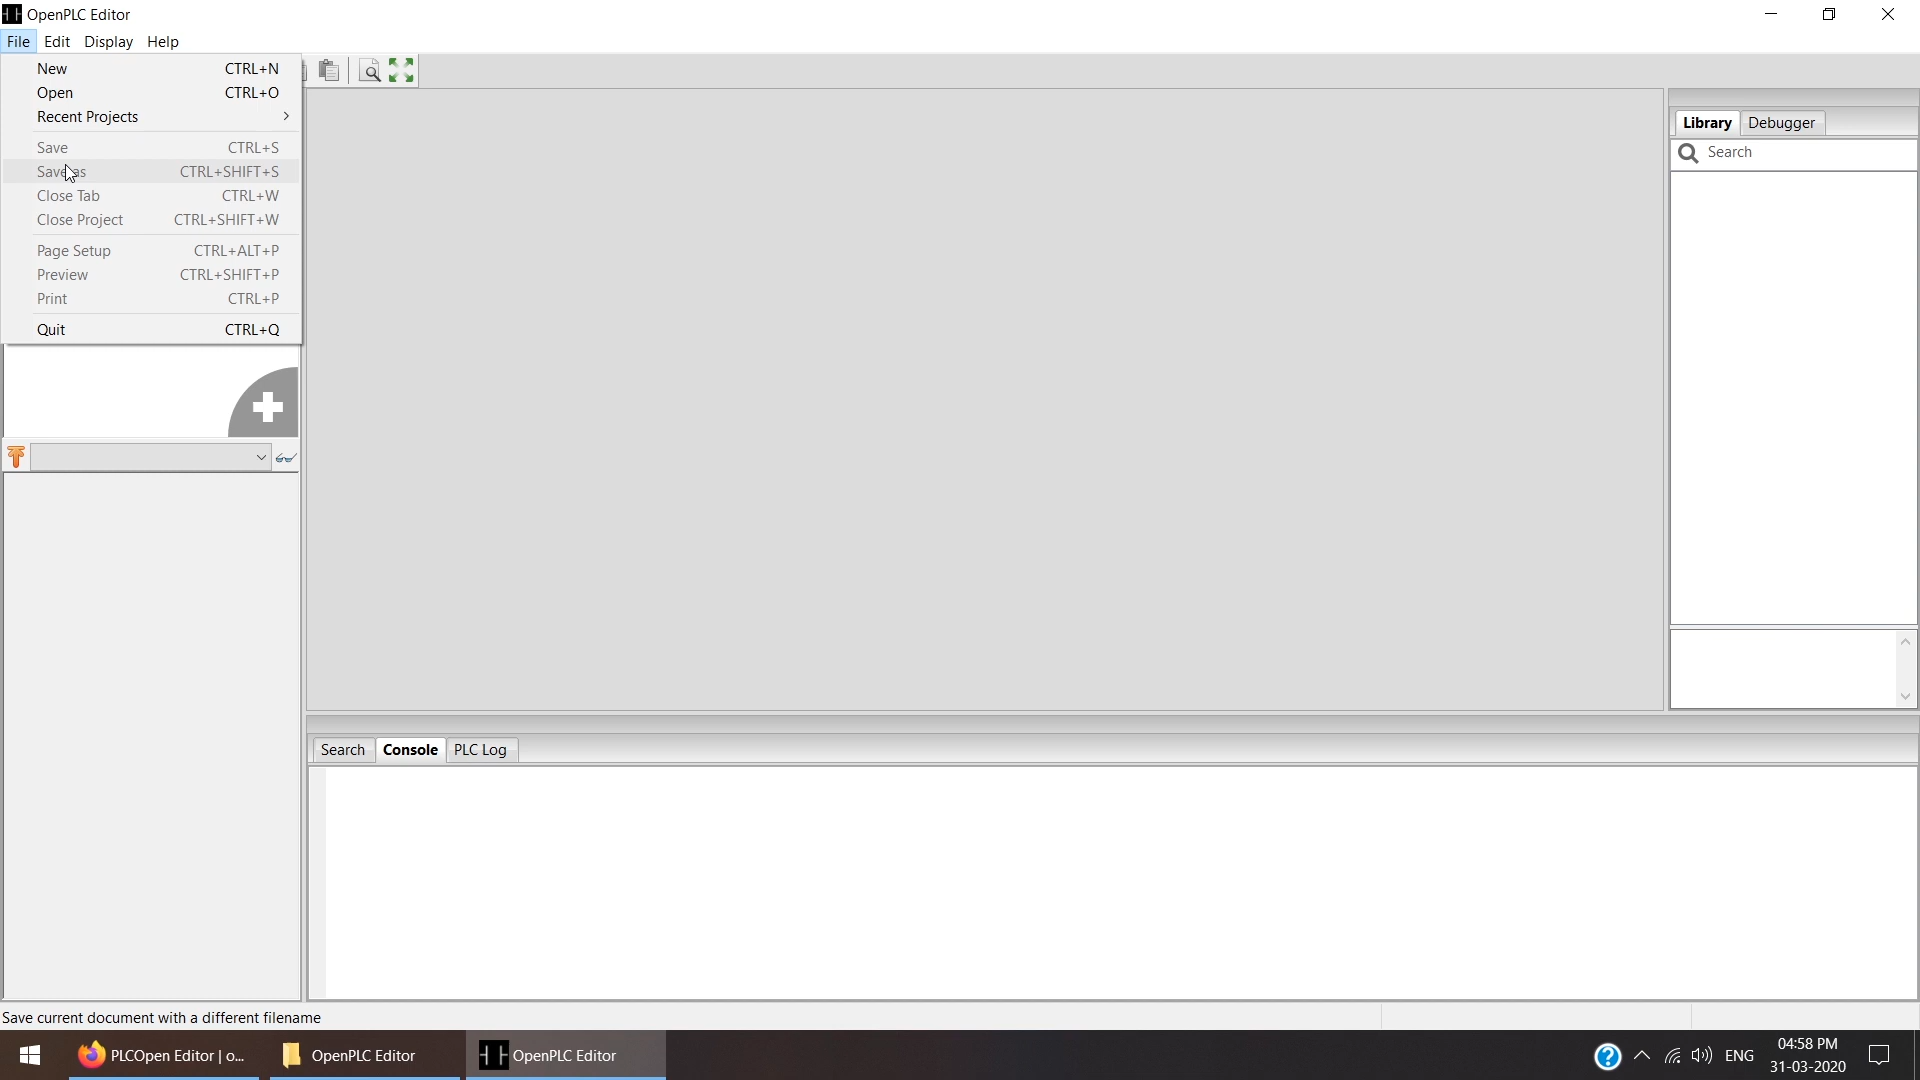 OpenPLC Editor
File Edit Display Help
New CTRL+N
Open CTRL+O
Recent Projects
Save CTRL+S
Save as CTRL+SHIFT+S
Close Tab CTRL+W
Close Project CTRL+SHIFT+W
Page Setup CTRL+ALT+P
Preview CTRL+SHIFT+P
Print CTRL+P
Quit CTRL+Q
Library Debugger
Search
Search Console PLC Log
Save current document with a different filename
PLCOpen Editor | o...
OpenPLC Editor
OpenPLC Editor
ENG
04:58 PM
31-03-2020